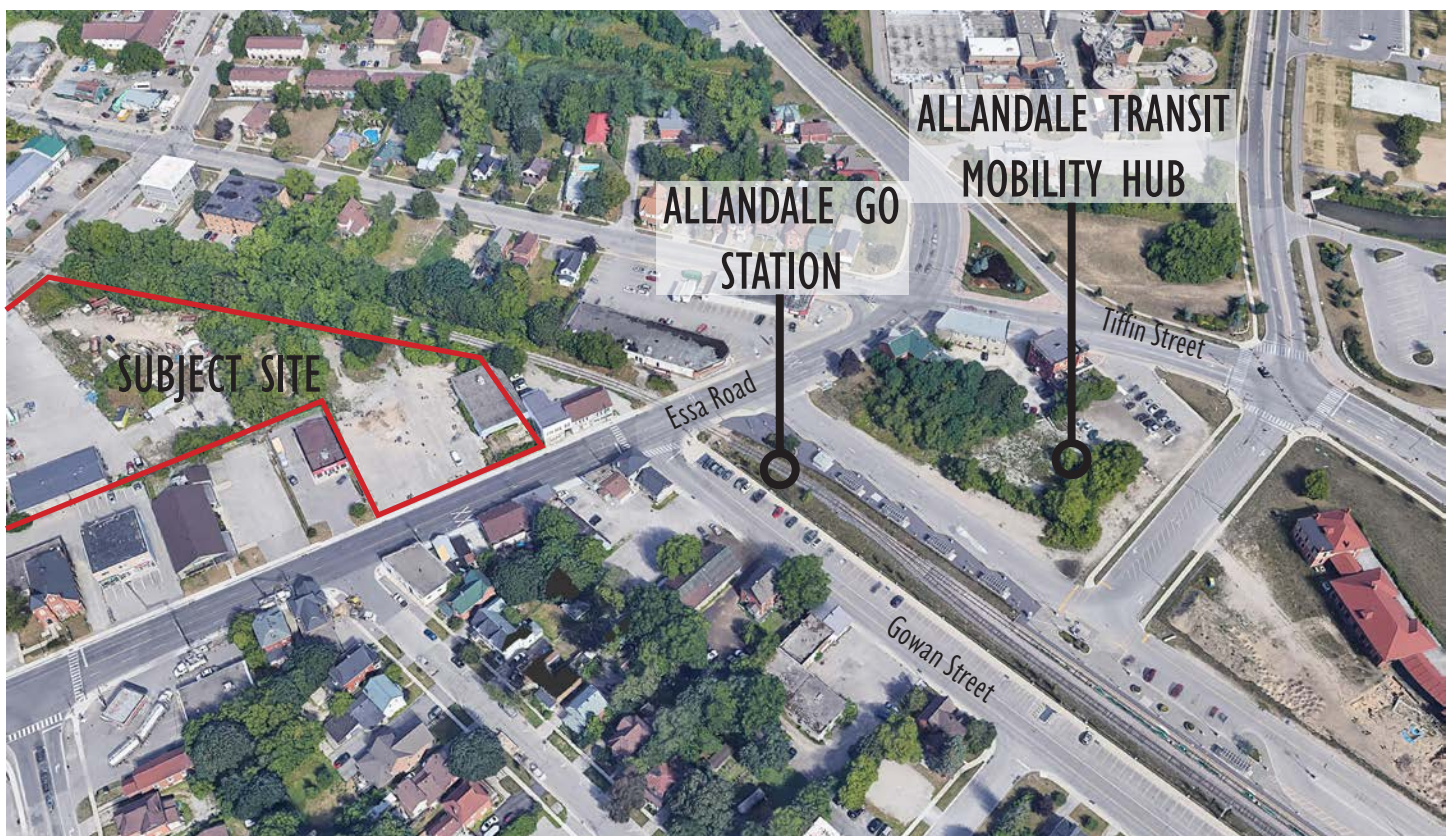 ALLANDALE TRANSIT
MOBILITY HUB
ALLANDALE GO
STATION
Tiffin Street
SUBJECT SITE
Essa Road
Gowan Street